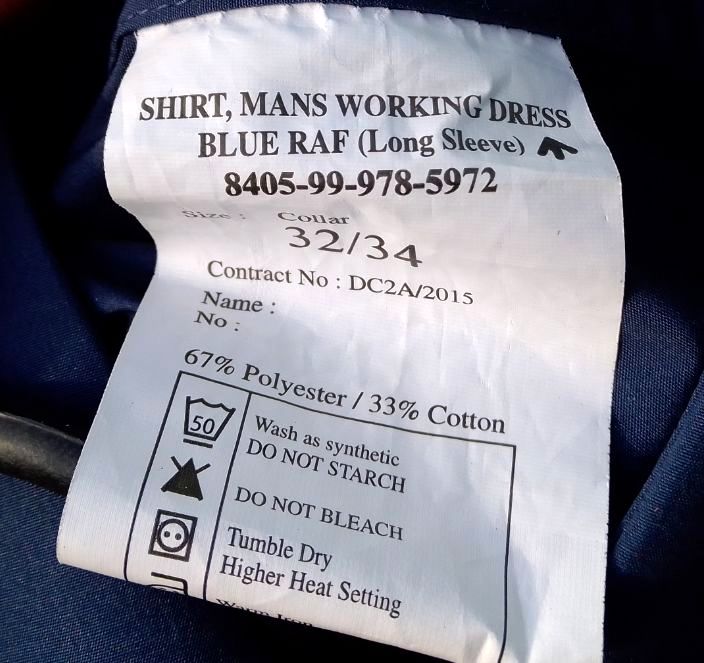 SHIRT, MANS WORKING DRESS
BLUE RAF (Long Sleeve)
8405-99-978-5972
Size : Collar
32/34
Contract No : DC2A/2015
Name :
No :
67% Polyester / 33% Cotton
50
Wash as synthetic
DO NOT STARCH
DO NOT BLEACH
Tumble Dry
Higher Heat Setting
Warm Iron